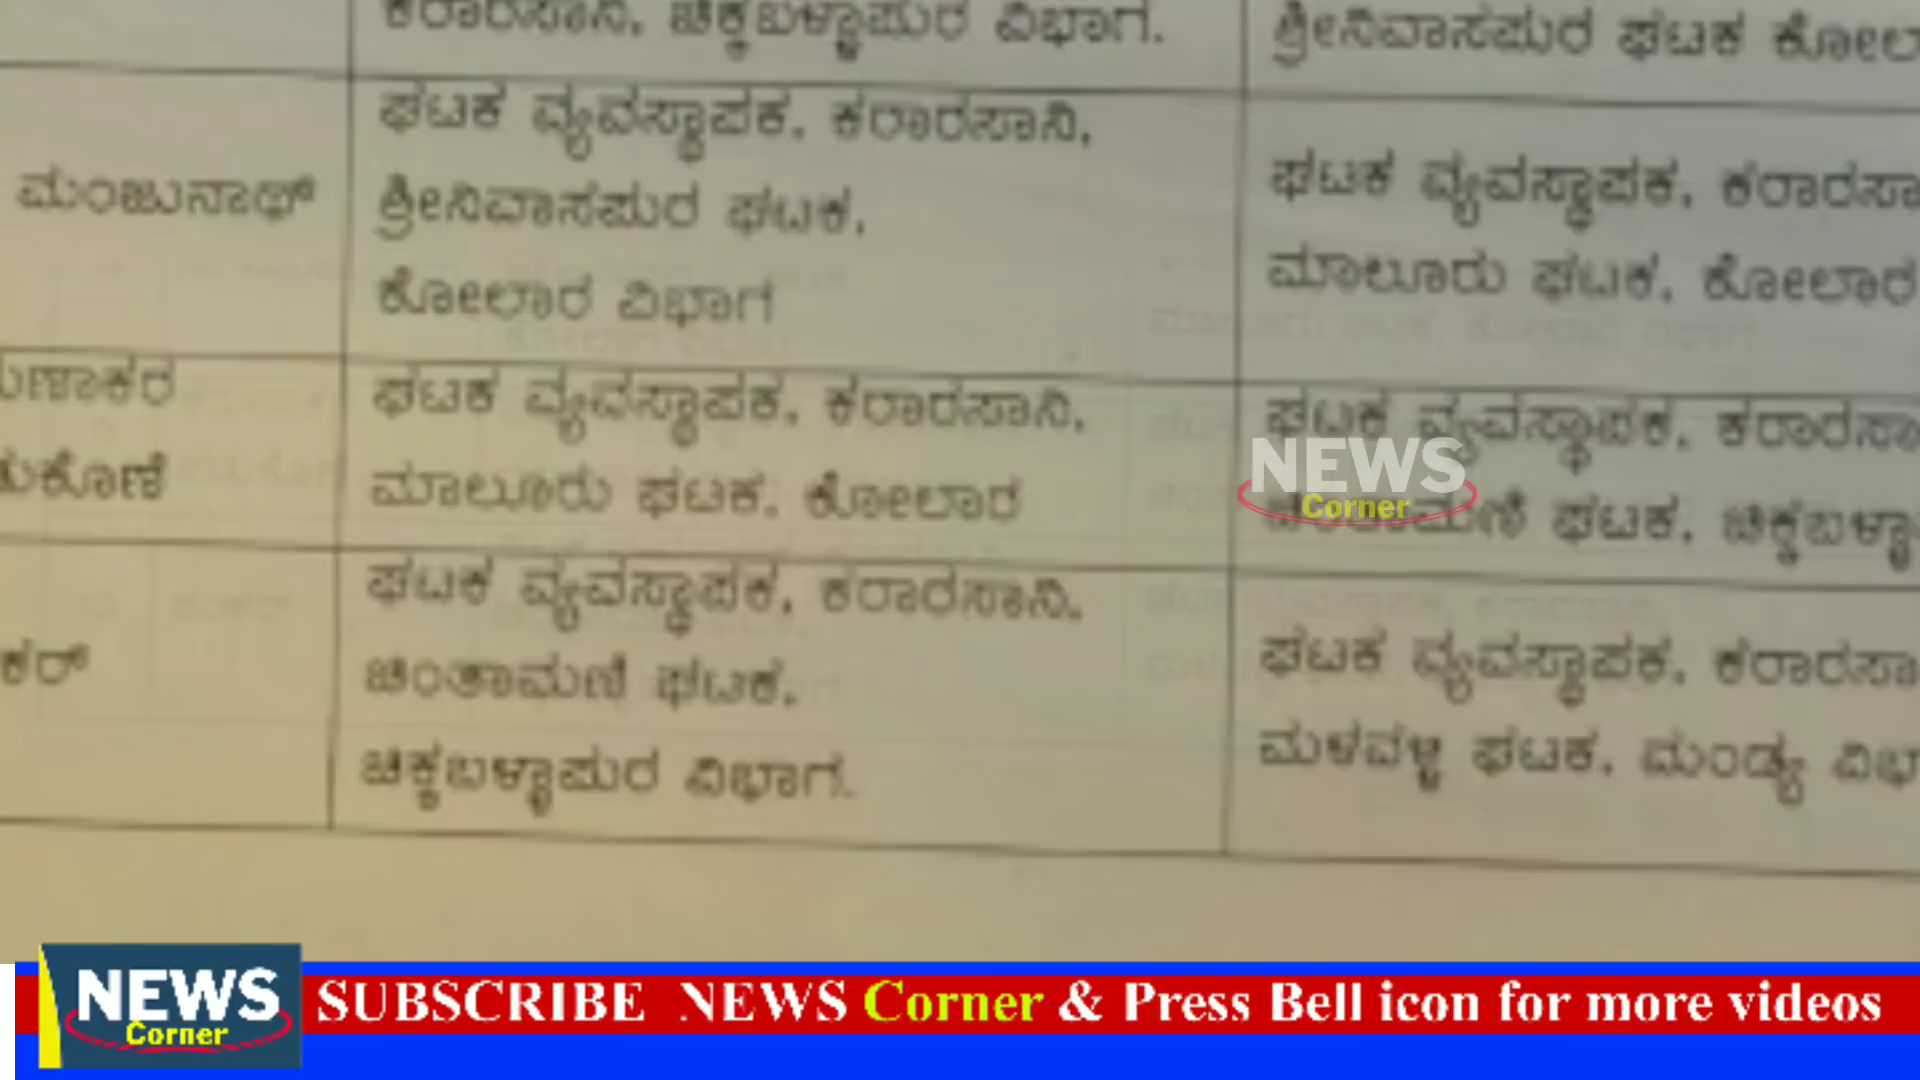 ಕರಾರಸಾನಿ, ಚಿಕ್ಕಬಳ್ಳಾಪುರ ವಿಭಾಗ.
ಶ್ರೀನಿವಾಸಪುರ ಘಟಕ
ಮಂಜುನಾಥ್
ಘಟಕ ವ್ಯವಸ್ಥಾಪಕ, ಕರಾರಸಾನಿ,
ಶ್ರೀನಿವಾಸಪುರ ಘಟಕ,
ಕೋಲಾರ ವಿಭಾಗ
ಘಟಕ ವ್ಯವಸ್ಥಾಪಕ, ಕರಾರಸಾ
ಮಾಲೂರು ಘಟಕ, ಕೋಲಾರ
ಣಾಕರ
ಕೊಣೆ
ಘಟಕ ವ್ಯವಸ್ಥಾಪಕ, ಕರಾರಸಾನಿ,
ಮಾಲೂರು ಘಟಕ, ಕೋಲಾರ
ಘಟಕ ವ್ಯವಸ್ಥಾಪಕ, ಕರಾರಸಾ
ಘಟಕ, ಚಿಕ್ಕಬಳ್ಳಾ
NEWS
Corner
ಕರ್
ಘಟಕ ವ್ಯವಸ್ಥಾಪಕ, ಕರಾರಸಾನಿ,
ಚಿಂತಾಮಣಿ ಘಟಕ,
ಚಿಕ್ಕಬಳ್ಳಾಪುರ ವಿಭಾಗ.
ಘಟಕ ವ್ಯವಸ್ಥಾಪಕ, ಕರಾರಸಾ
ಮಳವಳ್ಳಿ ಘಟಕ, ಮಂಡ್ಯ ವಿಭಾ
NEWS
Corner
SUBSCRIBE NEWS Corner & Press Bell icon for more videos